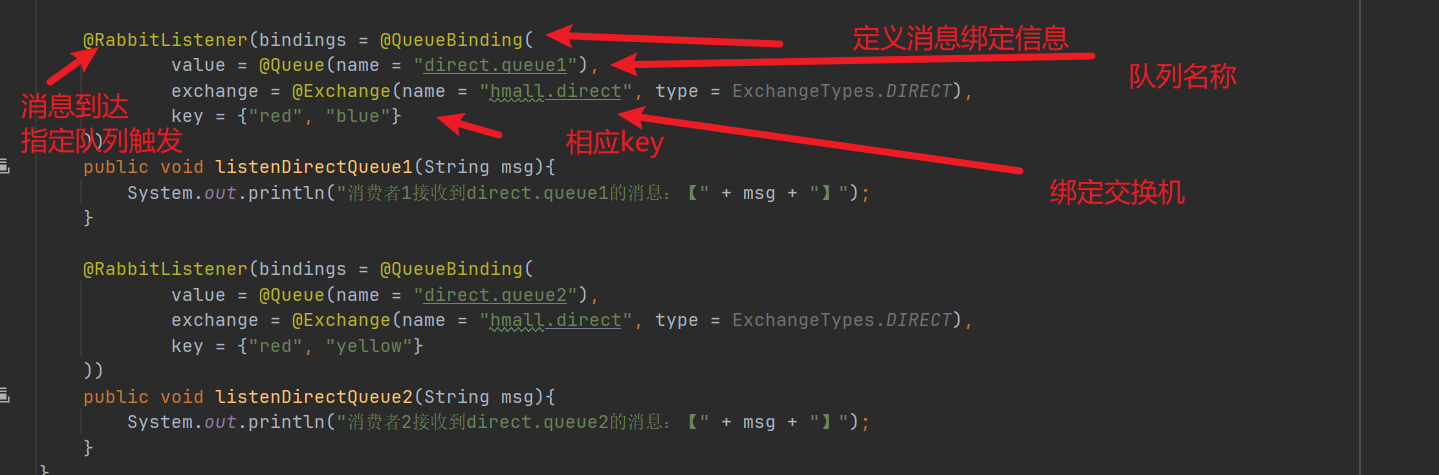 @RabbitListener(bindings = @QueueBinding(
定义消息绑定信息
value = @Queue(name = "direct.queue1"),
队列名称
exchange = @Exchange(name = "hmall.direct", type = ExchangeTypes.DIRECT),
key = {"red", "blue"}
消息到达
指定队列触发
相应key
))
绑定交换机
public void listenDirectQueue1(String msg){
System.out.println("消费者1接收到direct.queue1的消息：【" + msg + "】");
}
@RabbitListener(bindings = @QueueBinding(
value = @Queue(name = "direct.queue2"),
exchange = @Exchange(name = "hmall.direct", type = ExchangeTypes.DIRECT),
key = {"red", "yellow"}
))
public void listenDirectQueue2(String msg){
System.out.println("消费者2接收到direct.queue2的消息：【" + msg + "】");
}
}